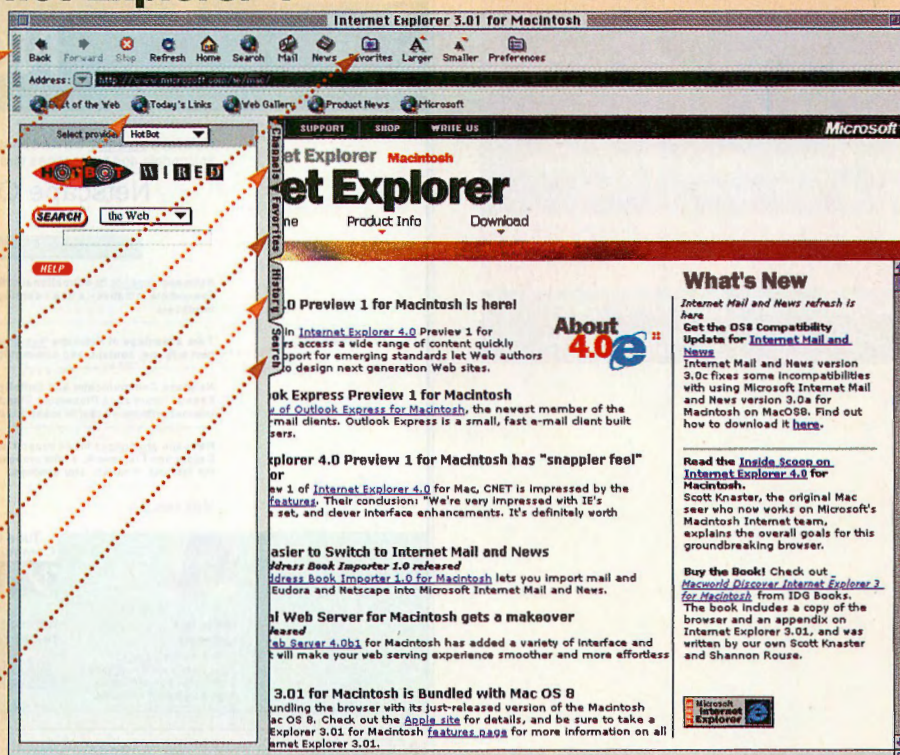 net Explorer 4
Internet Explorer 3.01 for Macintosh
Back Forward Stop Refresh Home Search Mail News Favorites Larger Smaller Preferences
Address: http://www.microsoft.com/ie/mac/
Best of the Web Today's Links Web Gallery Product News Microsoft
Select provider HotBot
HOTBOT WIRED
SEARCH the Web
HELP
Channels
Favorites
History
Search
SUPPORT SHOP WRITE US Microsoft
et Explorer Macintosh
et Explorer
me Product Info Download
.0 Preview 1 for Macintosh is here!
in Internet Explorer 4.0 Preview 1 for
rs access a wide range of content quickly
pport for emerging standards let Web authors
to design next generation Web sites.
About
4.0
ok Express Preview 1 for Macintosh
w of Outlook Express for Macintosh, the newest member of the
-mail clients. Outlook Express is a small, fast e-mail client built
sers.
xplorer 4.0 Preview 1 for Macintosh has "snappier feel"
or
ew 1 of Internet Explorer 4.0 for Mac, CNET is impressed by the
features. Their conclusion: "We're very impressed with IE's
e set, and clever interface enhancements. It's definitely worth
asier to Switch to Internet Mail and News
ddress Book Importer 1.0 released
ddress Book Importer 1.0 for Macintosh lets you import mail and
Eudora and Netscape into Microsoft Internet Mail and News.
al Web Server for Macintosh gets a makeover
leased
eb Server 4.0b1 for Macintosh has added a variety of interface and
t will make your web serving experience smoother and more effortless
3.01 for Macintosh is Bundled with Mac OS 8
undling the browser with its just-released version of the Macintosh
ac OS 8. Check out the Apple site for details, and be sure to take a
Explorer 3.01 for Macintosh features page for more information on all
ernet Explorer 3.01.
What's New
Internet Mail and News refresh is
here
Get the OS8 Compatibility
Update for Internet Mail and
News
Internet Mail and News version
3.0c fixes some incompatibilities
with using Microsoft Internet Mail
and News version 3.0a for
Macintosh on MacOS8. Find out
how to download it here.
Read the Inside Scoop on
Internet Explorer 4.0 for
Macintosh.
Scott Knaster, the original Mac
seer who now works on Microsoft's
Macintosh Internet team,
explains the overall goals for this
groundbreaking browser.
Buy the Book! Check out
Macworld Discover Internet Explorer 3
for Macintosh from IDG Books.
The book includes a copy of the
browser and an appendix on
Internet Explorer 3.01, and was
written by our own Scott Knaster
and Shannon Rouse.
FREE Microsoft
Internet
Explorer